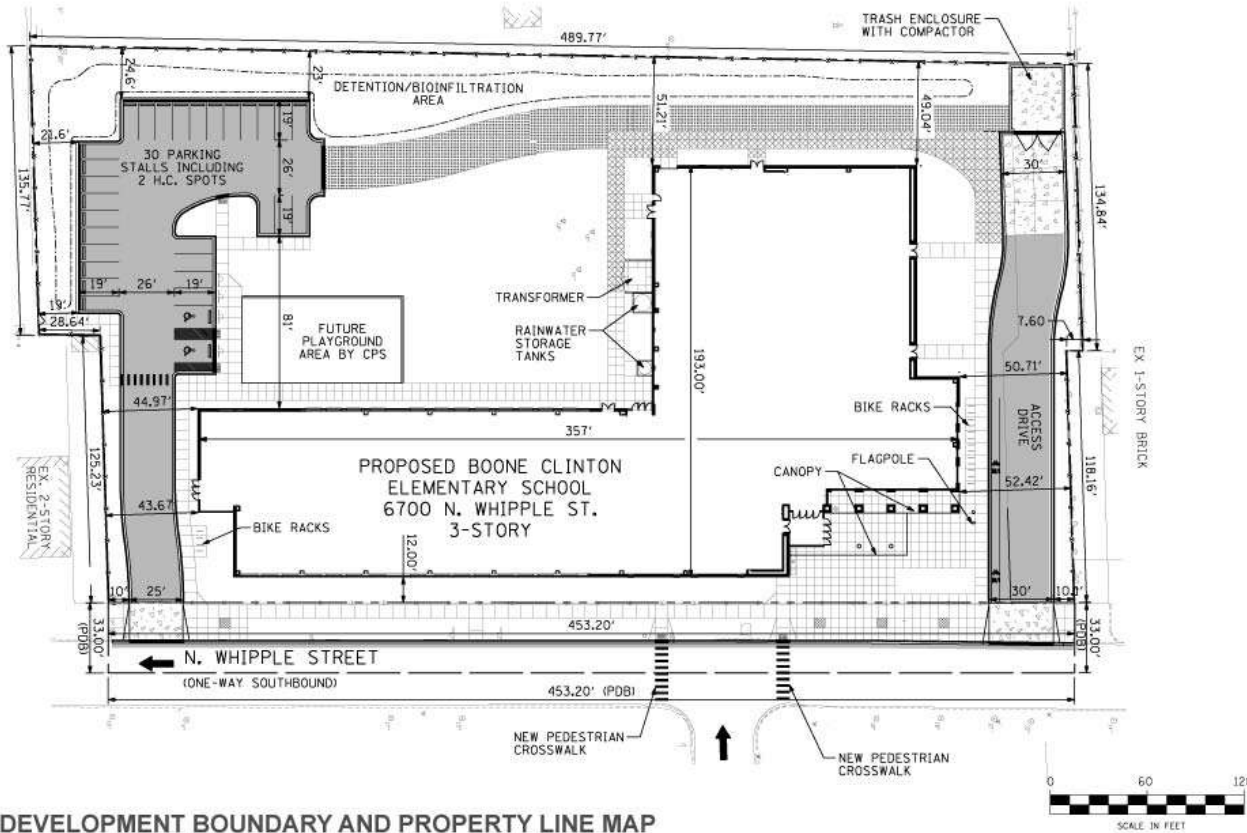 TRASH ENCLOSURE
WITH COMPACTOR
489.77'
24.6'
23'
DETENTION/BIOINFILTRATION
AREA
51.21'
49.04'
21.6'
19'
30 PARKING
STALLS INCLUDING
2 H.C. SPOTS
26'
19'
30'
135.77'
134.84'
19'
26'
19'
19'
28.64'
81'
TRANSFORMER
RAINWATER
STORAGE
TANKS
FUTURE
PLAYGROUND
AREA BY CPS
193.00'
7.60
50.71'
EX. 1-STORY BRICK
44.97'
BIKE RACKS
ACCESS
DRIVE
357'
FLAGPOLE
CANOPY
125.23'
118.16'
PROPOSED BOONE CLINTON
ELEMENTARY SCHOOL
6700 N. WHIPPLE ST.
3-STORY
52.42'
EX. 2-STORY
RESIDENTIAL
43.67'
BIKE RACKS
12.00'
10'
25'
30'
33.00'
(PDB)
453.20'
33.00'
(PDB)
N. WHIPPLE STREET
(ONE-WAY SOUTHBOUND)
453.20' (PDB)
NEW PEDESTRIAN
CROSSWALK
NEW PEDESTRIAN
CROSSWALK
0 60
SCALE IN FEET
DEVELOPMENT BOUNDARY AND PROPERTY LINE MAP